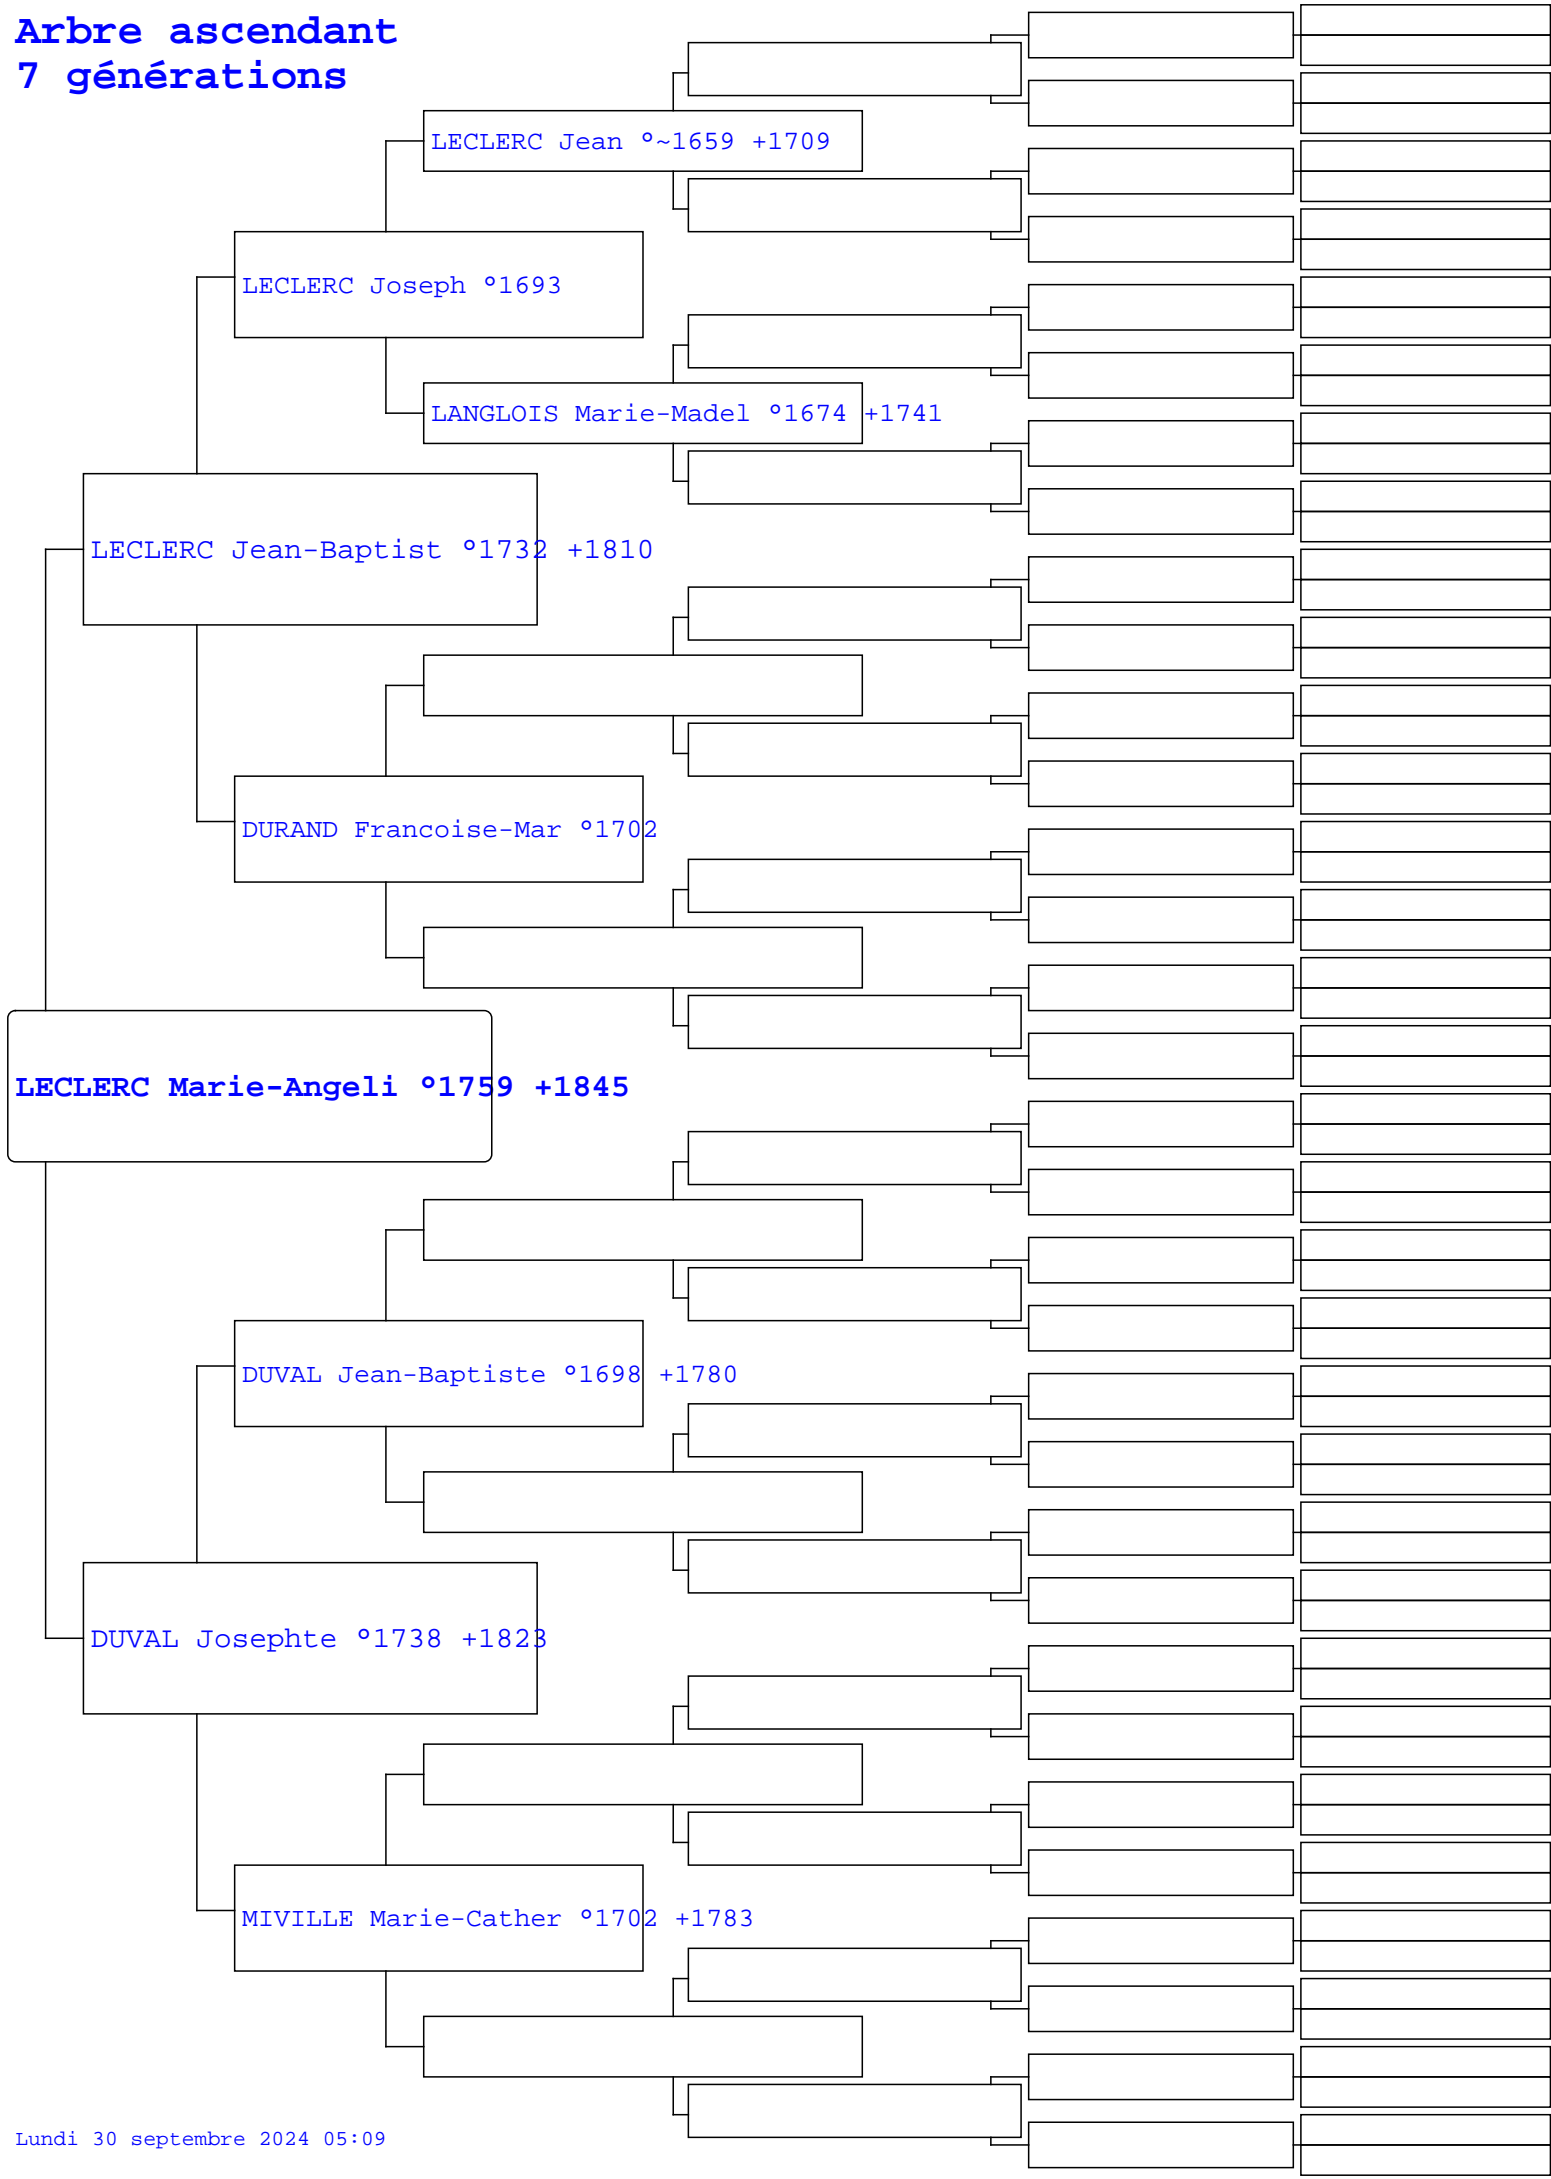 Arbre ascendant
7 générations
LECLERC Jean °~1659 +1709
LECLERC Joseph °1693
LANGLOIS Marie-Madel °1674 +1741
LECLERC Jean-Baptist °1732 +1810
DURAND Francoise-Mar °1702
LECLERC Marie-Angeli °1759 +1845
DUVAL Jean-Baptiste °1698 +1780
DUVAL Josephte °1738 +1823
MIVILLE Marie-Cather °1702 +1783
Lundi 30 septembre 2024 05:09